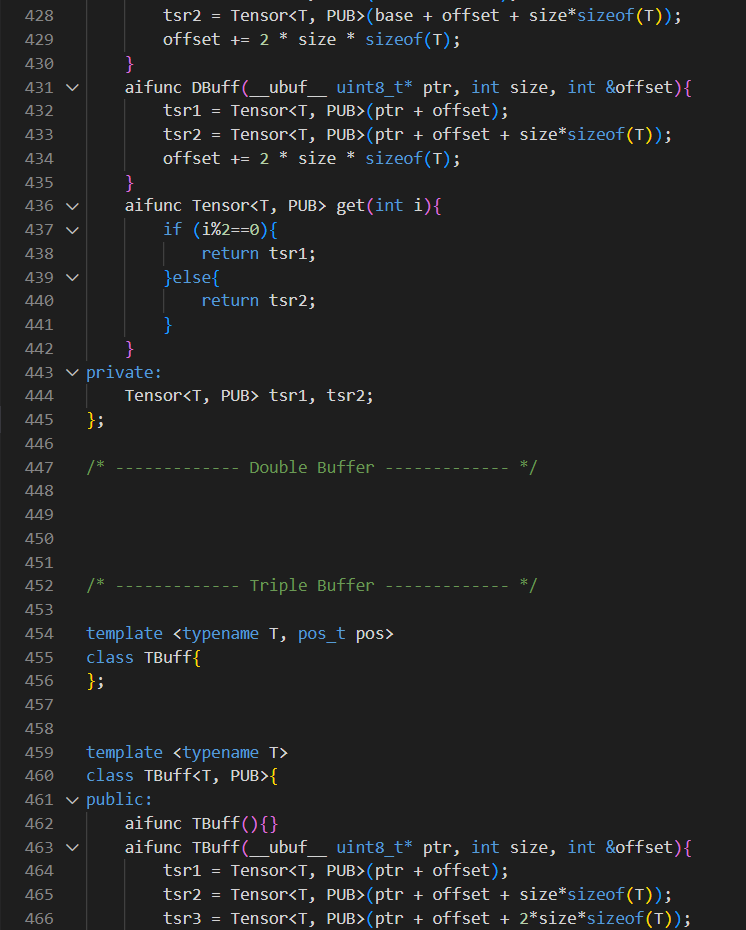 428 tsr2 = Tensor<T, PUB>(base + offset + size*sizeof(T));
429 offset += 2 * size * sizeof(T);
430 }
431 aifunc DBuff(__ubuf__ uint8_t* ptr, int size, int &offset){
432 tsr1 = Tensor<T, PUB>(ptr + offset);
433 tsr2 = Tensor<T, PUB>(ptr + offset + size*sizeof(T));
434 offset += 2 * size * sizeof(T);
435 }
436 aifunc Tensor<T, PUB> get(int i){
437 if (i%2==0){
438 return tsr1;
439 }else{
440 return tsr2;
441 }
442 }
443 private:
444 Tensor<T, PUB> tsr1, tsr2;
445 };
446
447 /* ------------- Double Buffer ------------- */
448
449
450
451
452 /* ------------- Triple Buffer ------------- */
453
454 template <typename T, pos_t pos>
455 class TBuff{
456 };
457
458
459 template <typename T>
460 class TBuff<T, PUB>{
461 public:
462 aifunc TBuff(){}
463 aifunc TBuff(__ubuf__ uint8_t* ptr, int size, int &offset){
464 tsr1 = Tensor<T, PUB>(ptr + offset);
465 tsr2 = Tensor<T, PUB>(ptr + offset + size*sizeof(T));
466 tsr3 = Tensor<T, PUB>(ptr + offset + 2*size*sizeof(T));